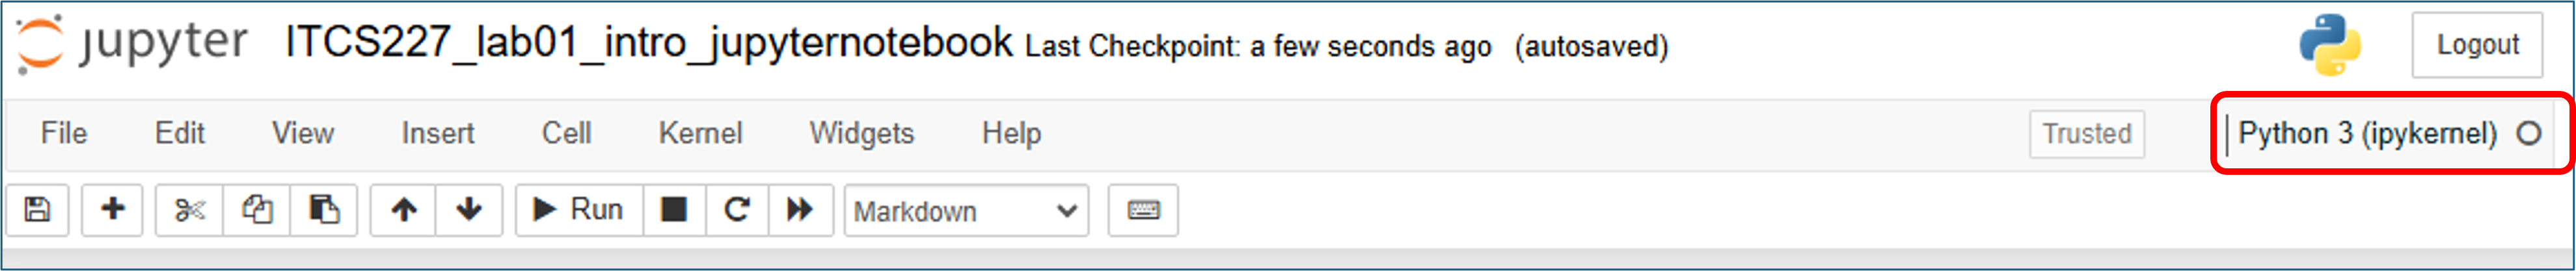 jupyter ITCS227_lab01_intro_jupyternotebook Last Checkpoint: a few seconds ago (autosaved) Logout
File Edit View Insert Cell Kernel Widgets Help Trusted Python 3 (ipykernel)
Run Markdown